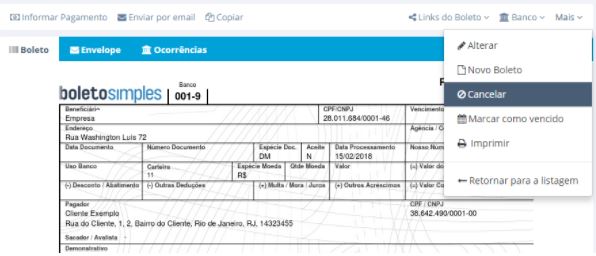 Informar Pagamento Enviar por email Copiar Links do Boleto Banco Mais
Boleto Envelope Ocorrências
Alterar
Novo Boleto
Cancelar
Marcar como vencido
Imprimir
Retornar para a listagem
boletosimples Banco 001-9
Beneficiário CPF/CNPJ Vencimento
Empresa 28.011.684/0001-46
Endereço Agência / C
Rua Washington Luis 72
Data Documento Número Documento Espécie Doc. Aceite Data Processamento Nosso Núm
DM N 15/02/2018
Uso Banco Carteira Espécie Moeda Qtde Moeda Valor (=) Valor do
11 R$
(-) Desconto / Abatimento (-) Outras Deduções (+) Multa / Mora / Juros (+) Outros Acréscimos (=) Valor Co
Pagador CPF / CNPJ
Cliente Exemplo 38.642.490/0001-00
Rua do Cliente, 1, 2, Bairro do Cliente, Rio de Janeiro, RJ, 14323455
Sacador / Avalista
Demonstrativo